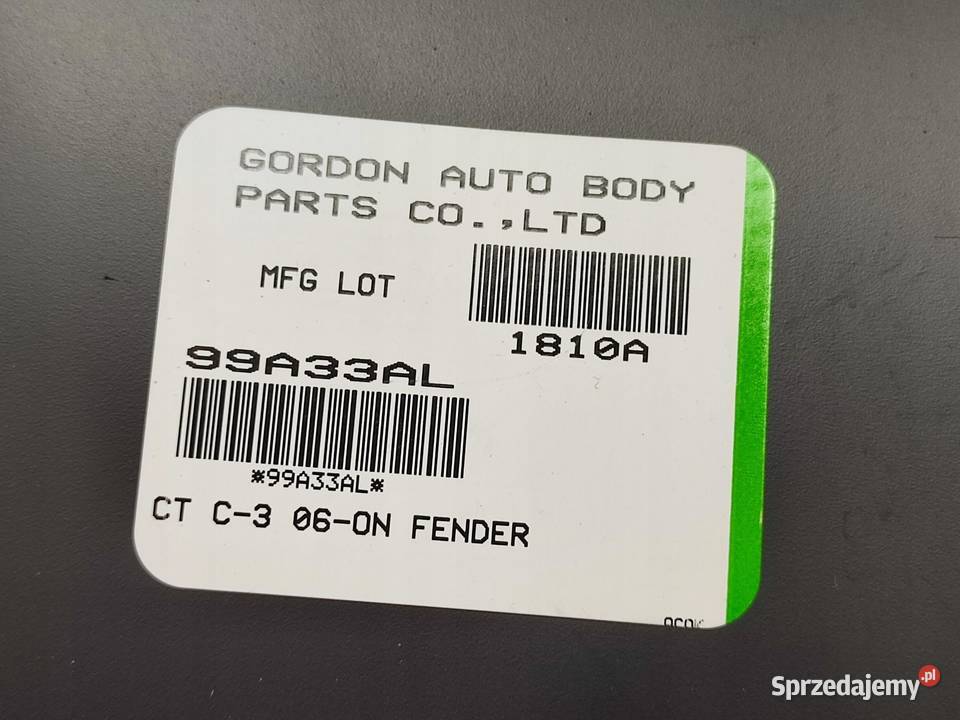 GORDON AUTO BODY
PARTS CO.,LTD
MFG LOT
1810A
99A33AL
*99A33AL*
CT C-3 06-ON FENDER
Sprzedajemy.pl